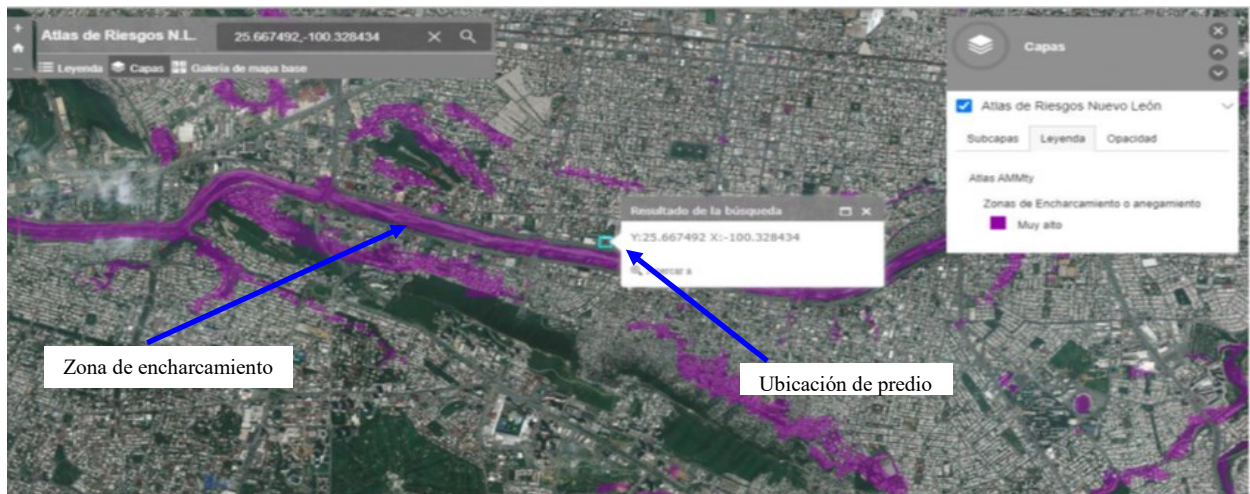 Atlas de Riesgos N.L.
25.667492,-100.328434
Leyenda
Capas
Galería de mapa base
Capas
Atlas de Riesgos Nuevo León
Subcapas
Leyenda
Opacidad
Atlas AMMty
Zonas de Encharcamiento o anegamiento
Muy alto
Resultado de la búsqueda
Y:25.667492 X:-100.328434
a
Zona de encharcamiento
Ubicación de predio